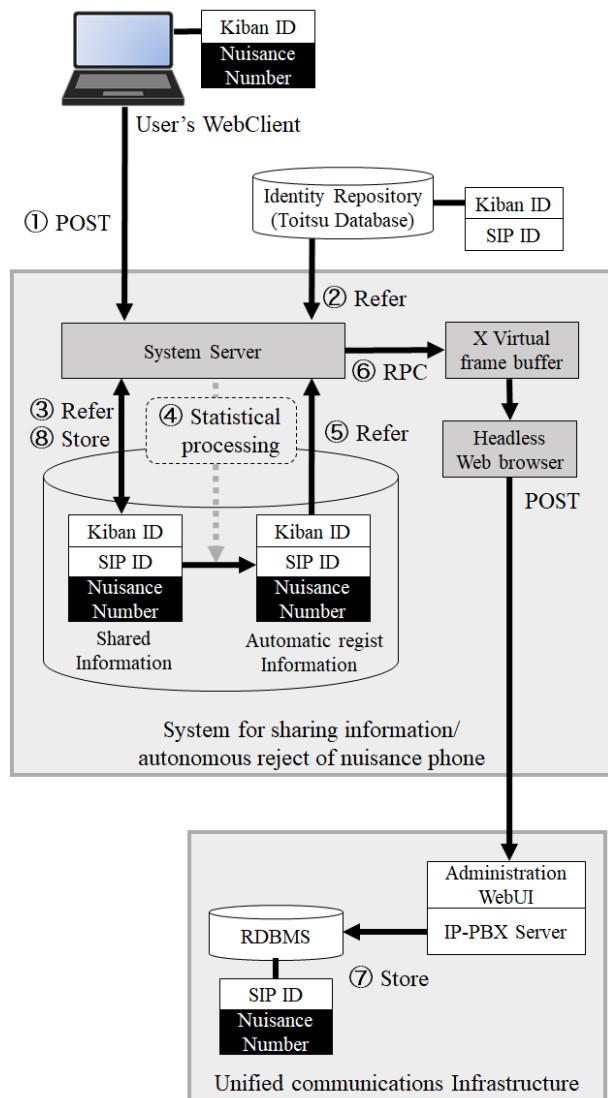 Kiban ID
Nuisance
Number
User's WebClient
Identity Repository
(Toitsu Database)
Kiban ID
SIP ID
① POST
② Refer
System Server
X Virtual
frame buffer
⑥ RPC
③ Refer
⑧ Store
④ Statistical
processing
⑤ Refer
Headless
Web browser
POST
Kiban ID
SIP ID
Nuisance
Number
Shared
Information
Kiban ID
SIP ID
Nuisance
Number
Automatic regist
Information
System for sharing information/
autonomous reject of nuisance phone
Administration
WebUI
IP-PBX Server
RDBMS
⑦ Store
SIP ID
Nuisance
Number
Unified communications Infrastructure